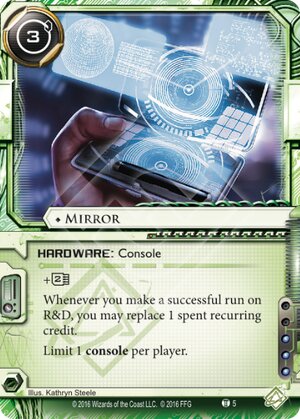 3
♦ MIRROR
HARDWARE: Console
+2
Whenever you make a successful run on
R&D, you may replace 1 spent recurring
credit.
Limit 1 console per player.
Illus. Kathryn Steele
© 2016 Wizards of the Coast LLC. © 2016 FFG 5